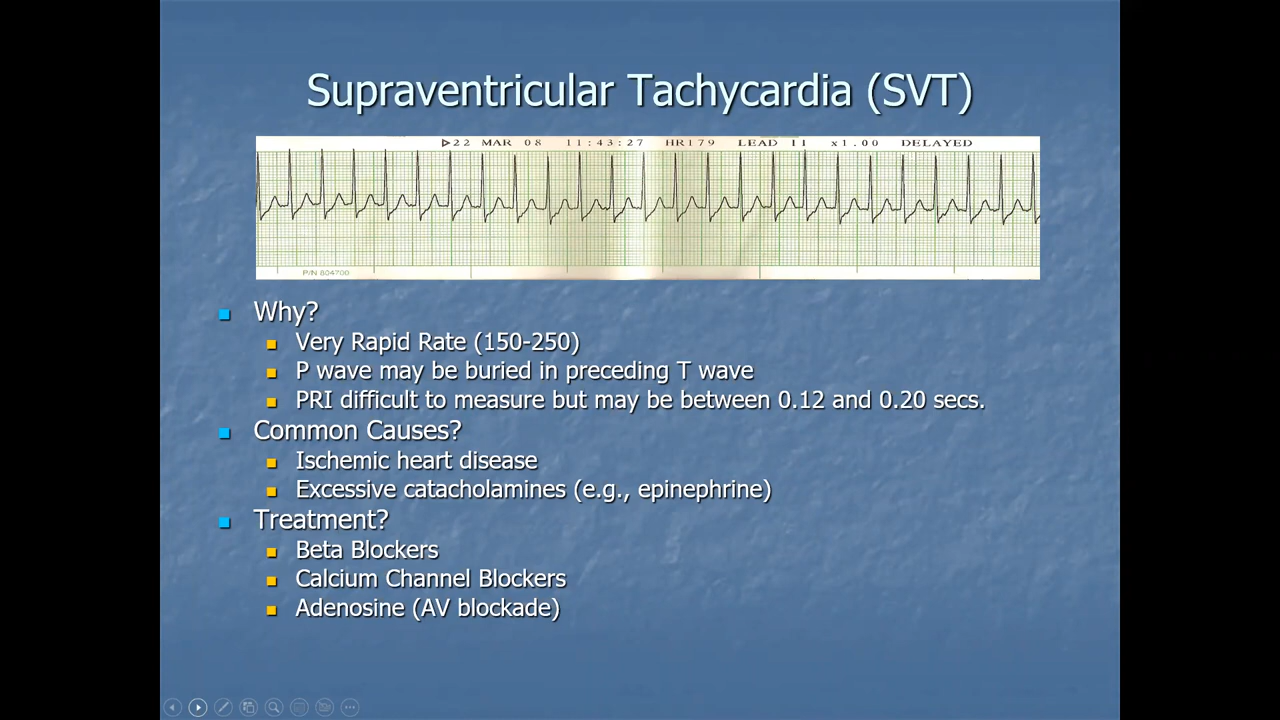 Supraventricular Tachycardia (SVT)
22 MAR 08 11:43:27 HR179 LEAD II x1.00 DELAYED
P/N 804700
Why?
Very Rapid Rate (150-250)
P wave may be buried in preceding T wave
PRI difficult to measure but may be between 0.12 and 0.20 secs.
Common Causes?
Ischemic heart disease
Excessive catacholamines (e.g., epinephrine)
Treatment?
Beta Blockers
Calcium Channel Blockers
Adenosine (AV blockade)